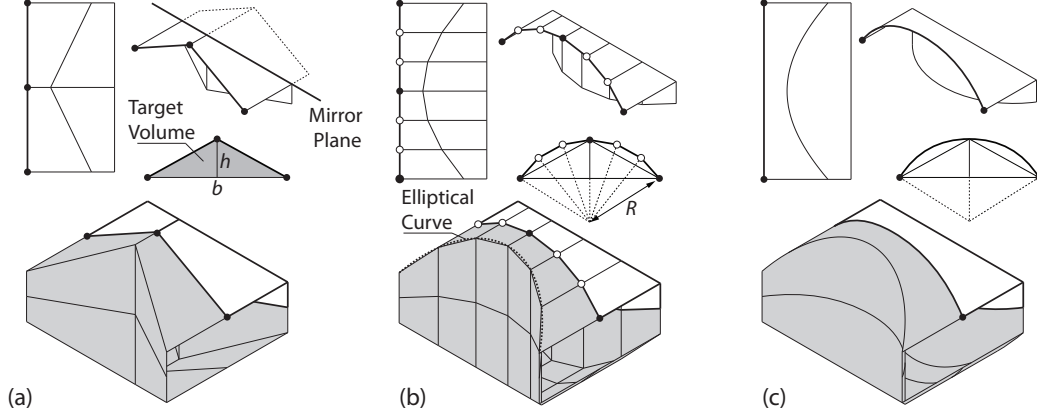 Target
Volume
h
b
Mirror
Plane
Elliptical
Curve
R
(a)
(b)
(c)